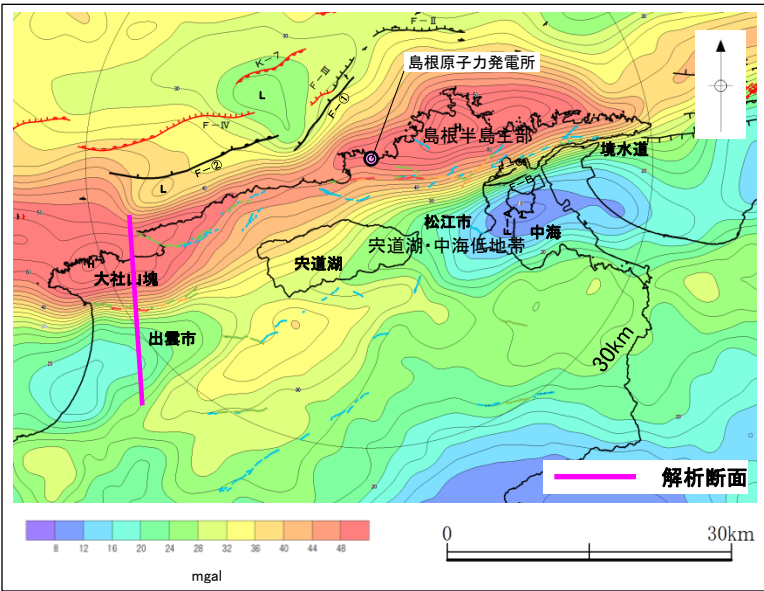 F-Ⅱ
K-7
F-Ⅲ
F-①
島根原子力発電所
L
F-Ⅳ
島根半島主部
F-②
境水道
L
H
松江市
中海
宍道湖・中海低地帯
宍道湖
H
大社山塊
出雲市
30km
解析断面
8 12 16 20 24 28 32 36 40 44 48
mgal
0 30km